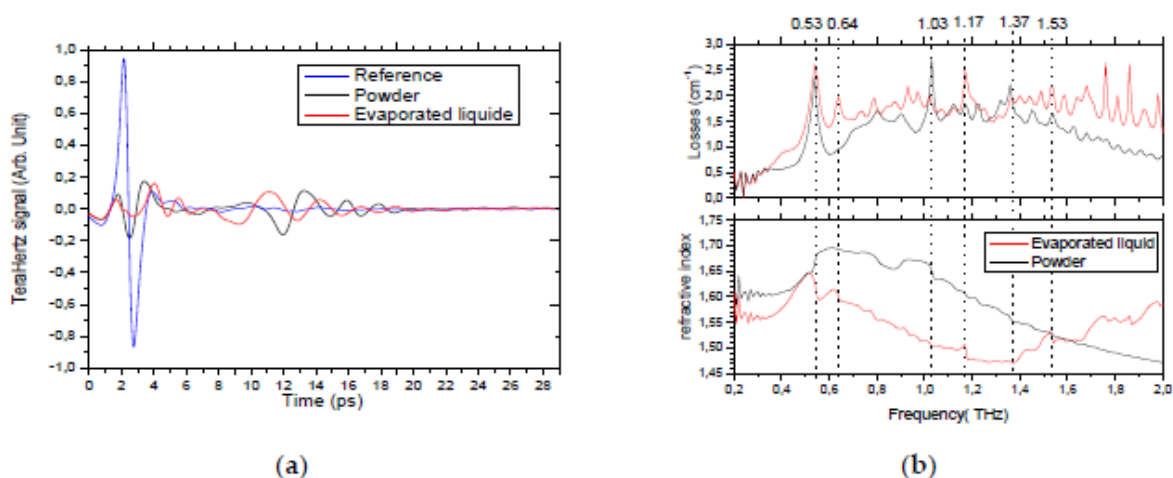 TeraHertz signal (Arb. Unit)
1,0
0,8
0,6
0,4
0,2
0,0
-0,2
-0,4
-0,6
-0,8
-1,0
Reference
Powder
Evaporated liquide
0 2 4 6 8 10 12 14 16 18 20 22 24 26 28
Time (ps)
(a)
0.53 0.64 1.03 1.17 1.37 1.53
Losses (cm⁻¹)
3,0
2,5
2,0
1,5
1,0
0,5
0,0
refractive index
1,75
1,70
1,65
1,60
1,55
1,50
1,45
Evaporated liquid
Powder
0,2 0,4 0,6 0,8 1,0 1,2 1,4 1,6 1,8 2,0
Frequency( THz)
(b)